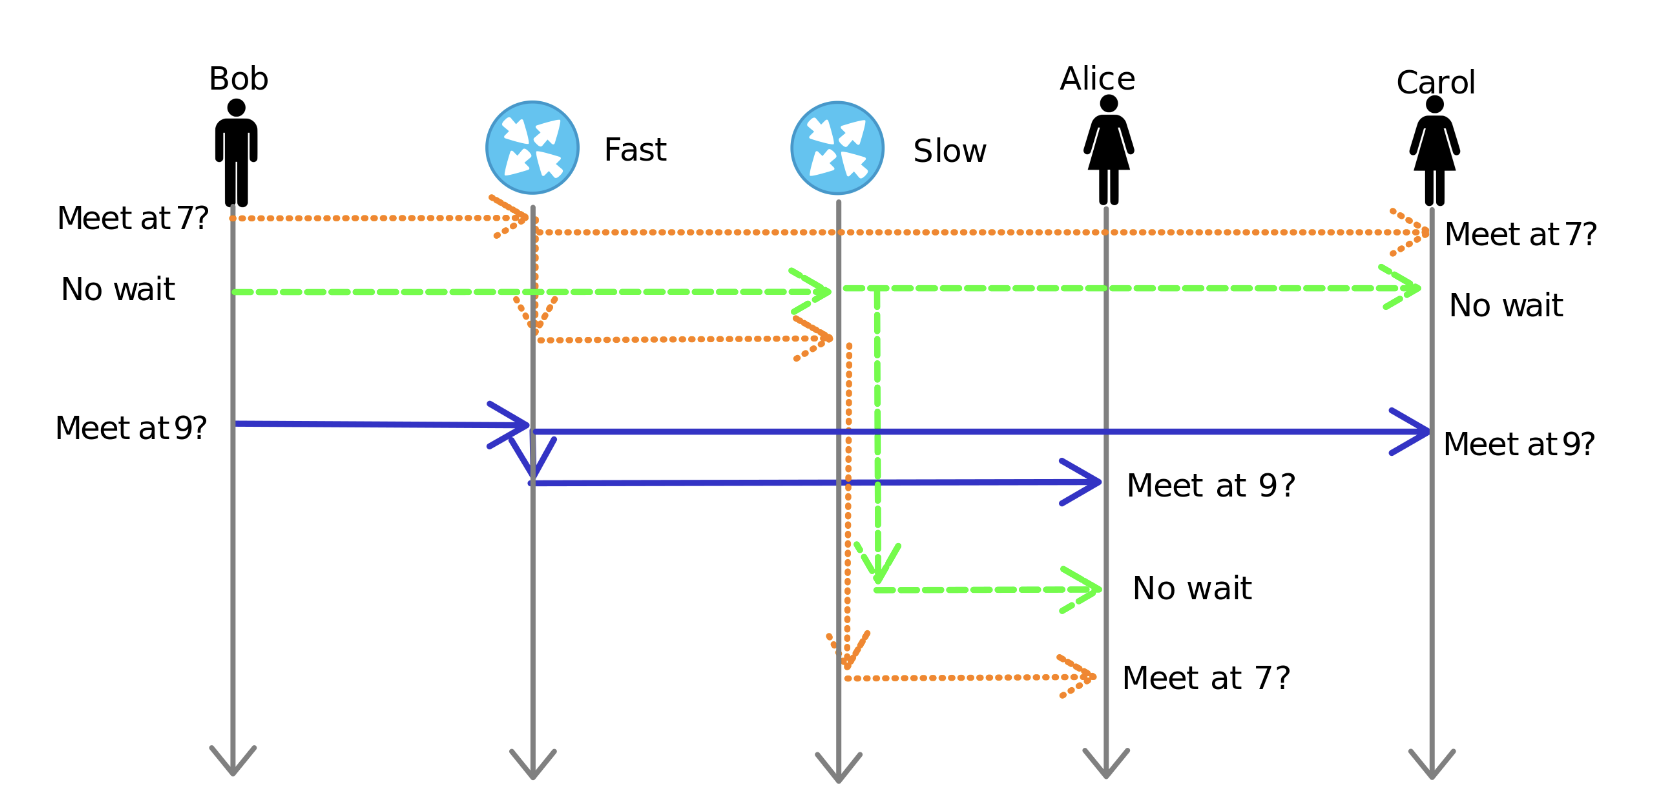 Bob
Alice
Carol
Fast
Slow
Meet at 7?
Meet at 7?
No wait
No wait
Meet at 9?
Meet at 9?
Meet at 9?
No wait
Meet at 7?